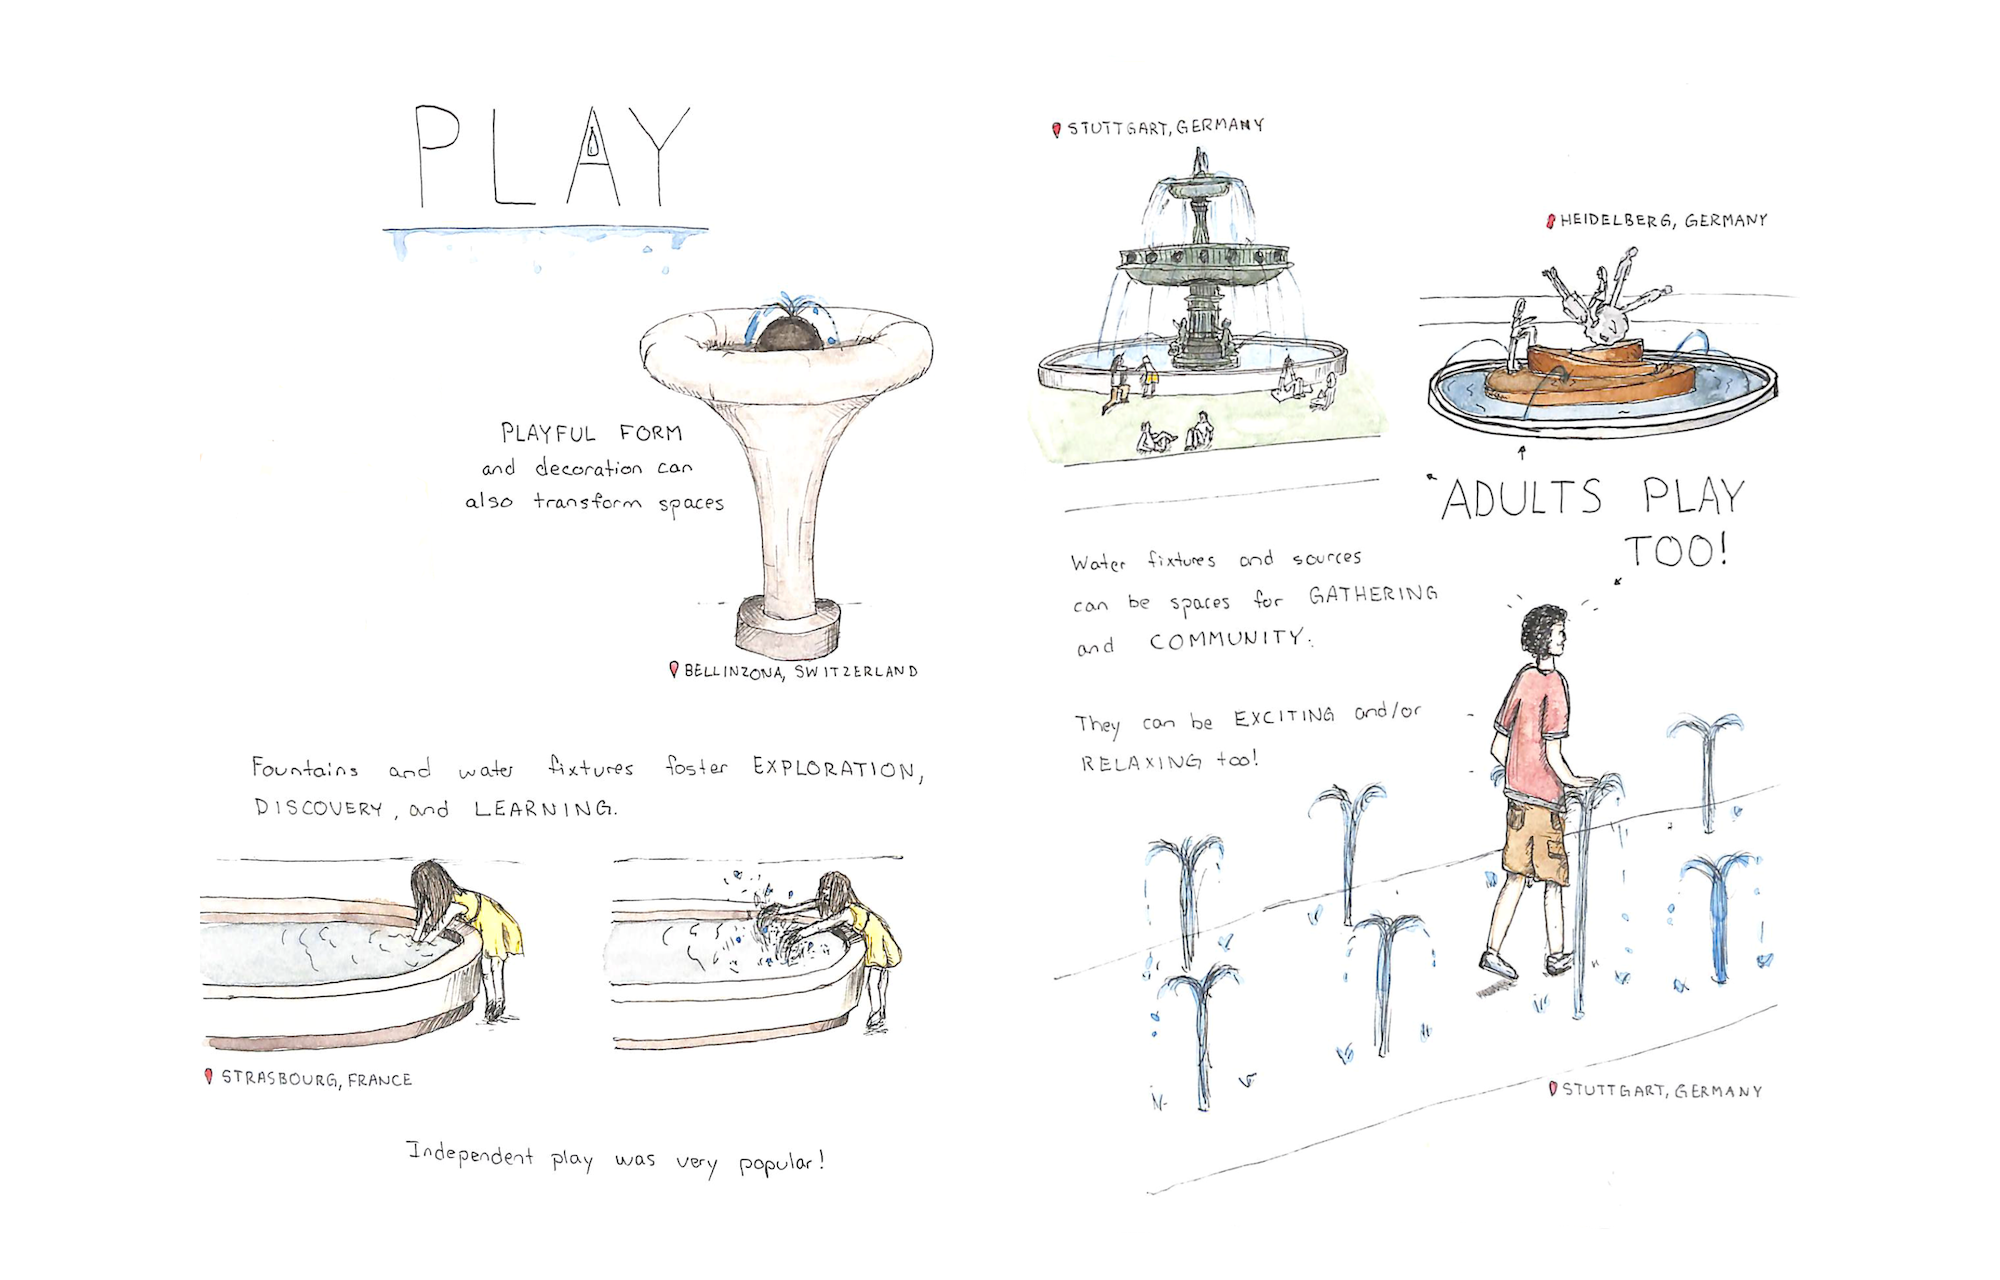 PLAY
PLAYFUL FORM
and decoration can
also transform spaces
BELLINZONA, SWITZERLAND
Fountains and water fixtures foster EXPLORATION,
DISCOVERY, and LEARNING.
STRASBOURG, FRANCE
Independent play was very popular!
STUTTGART, GERMANY
HEIDELBERG, GERMANY
ADULTS PLAY
TOO!
Water fixtures and sources
can be spaces for GATHERING
and COMMUNITY.
They can be EXCITING and/or
RELAXING too!
STUTTGART, GERMANY